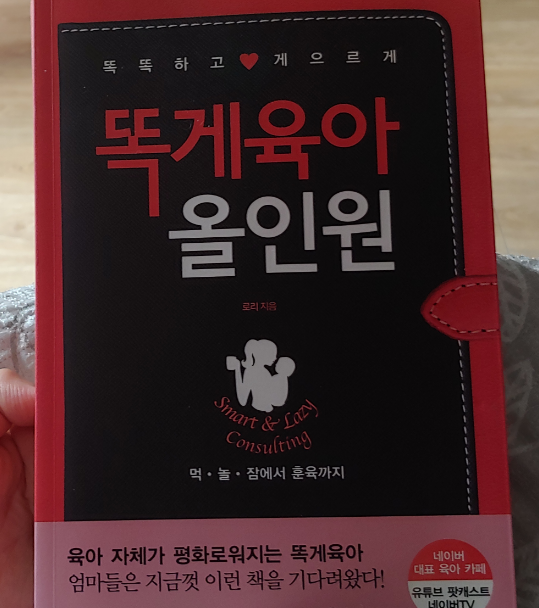 똑똑하고♥게으르게
똑게육아
올인원
로리 지음
Smart & Lazy
Consulting
먹·놀·잠에서 훈육까지
육아 자체가 평화로워지는 똑게육아
엄마들은 지금껏 이런 책을 기다려왔다!
네이버
대표 육아 카페
유튜브 팟캐스트
네이버TV